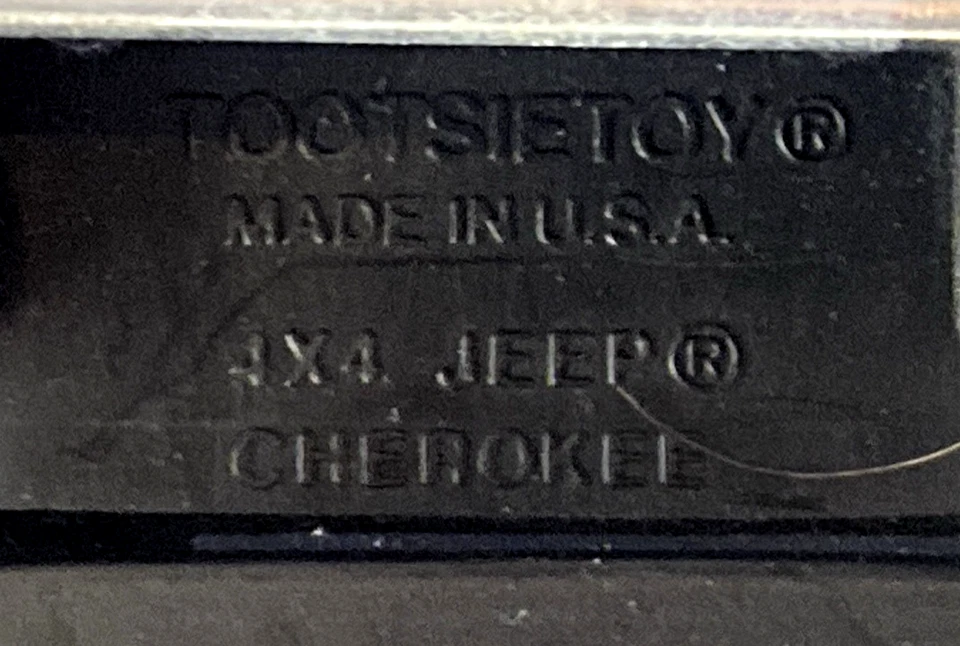 TOOTSIETOY®
MADE IN U.S.A.
4X4 JEEP®
CHEROKEE